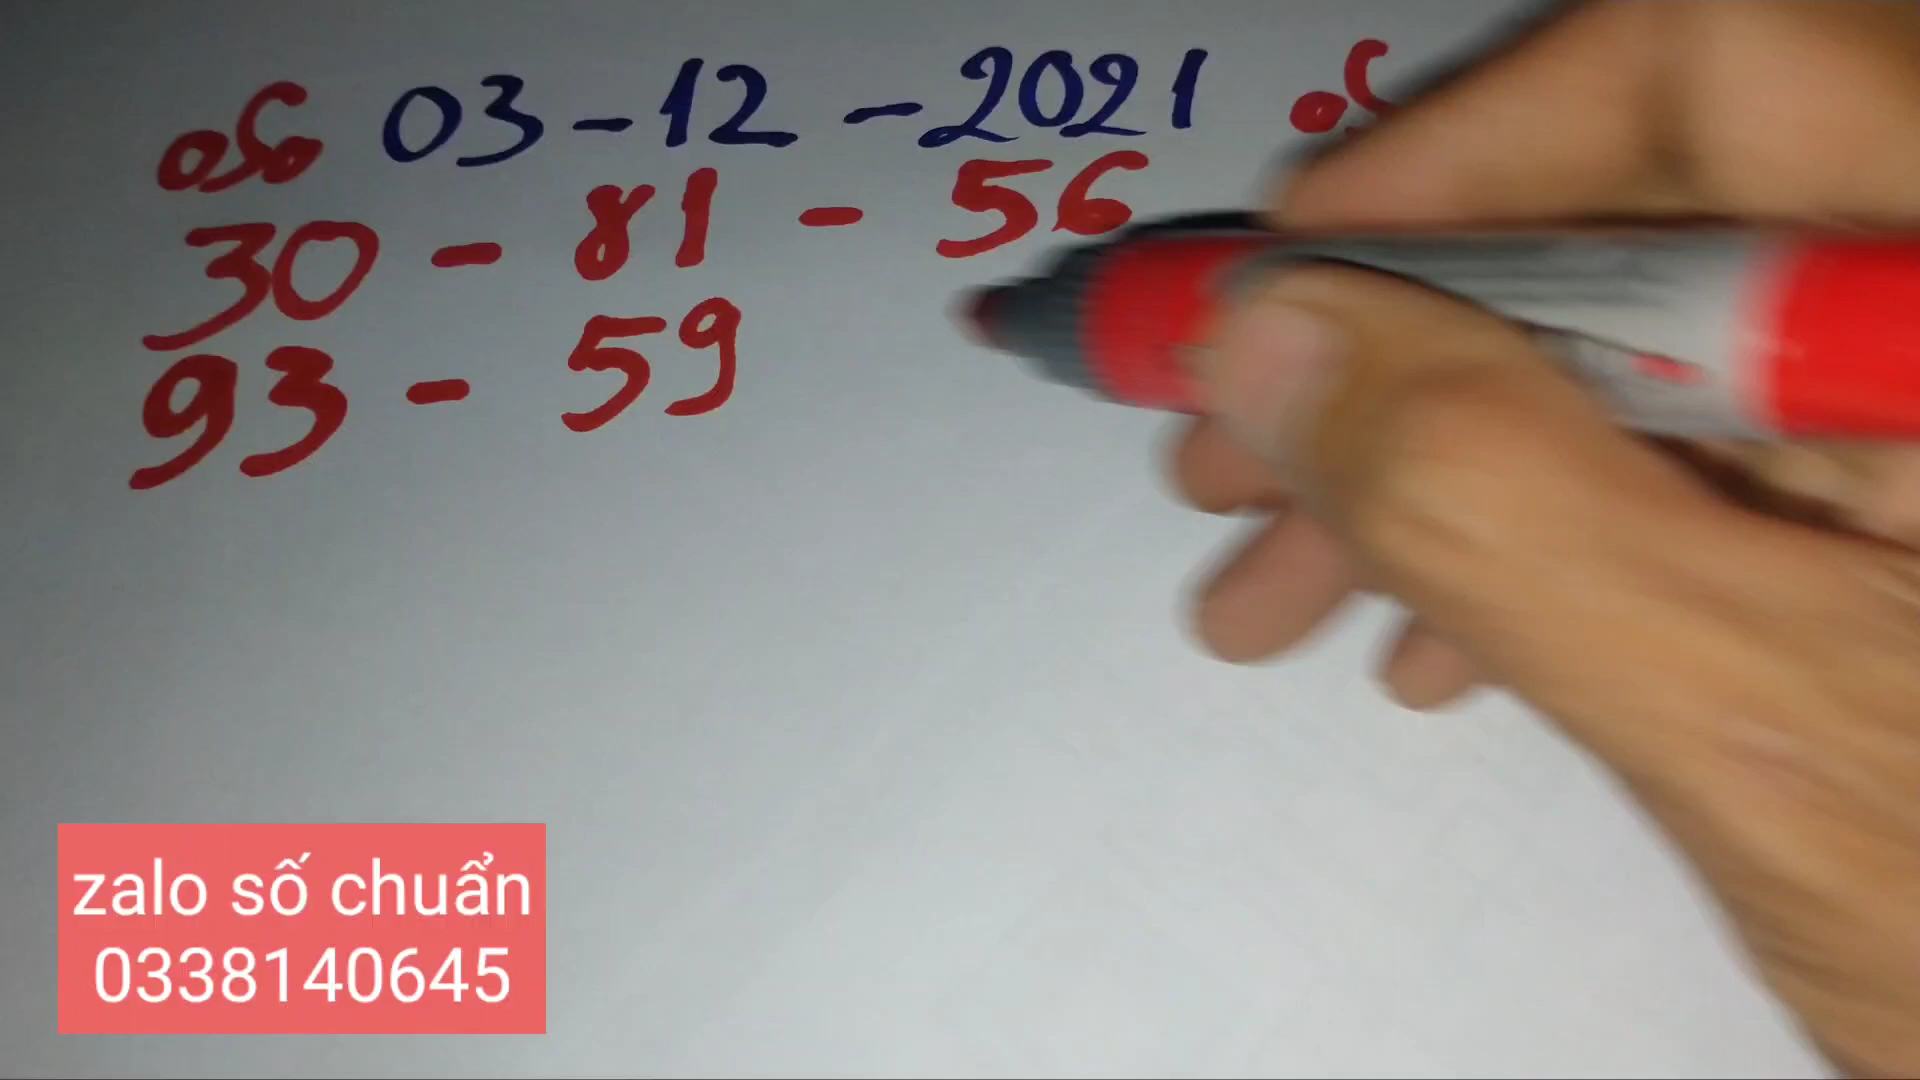 % 03-12-2021
30 - 81 - 56
93 - 59
zalo số chuẩn
0338140645